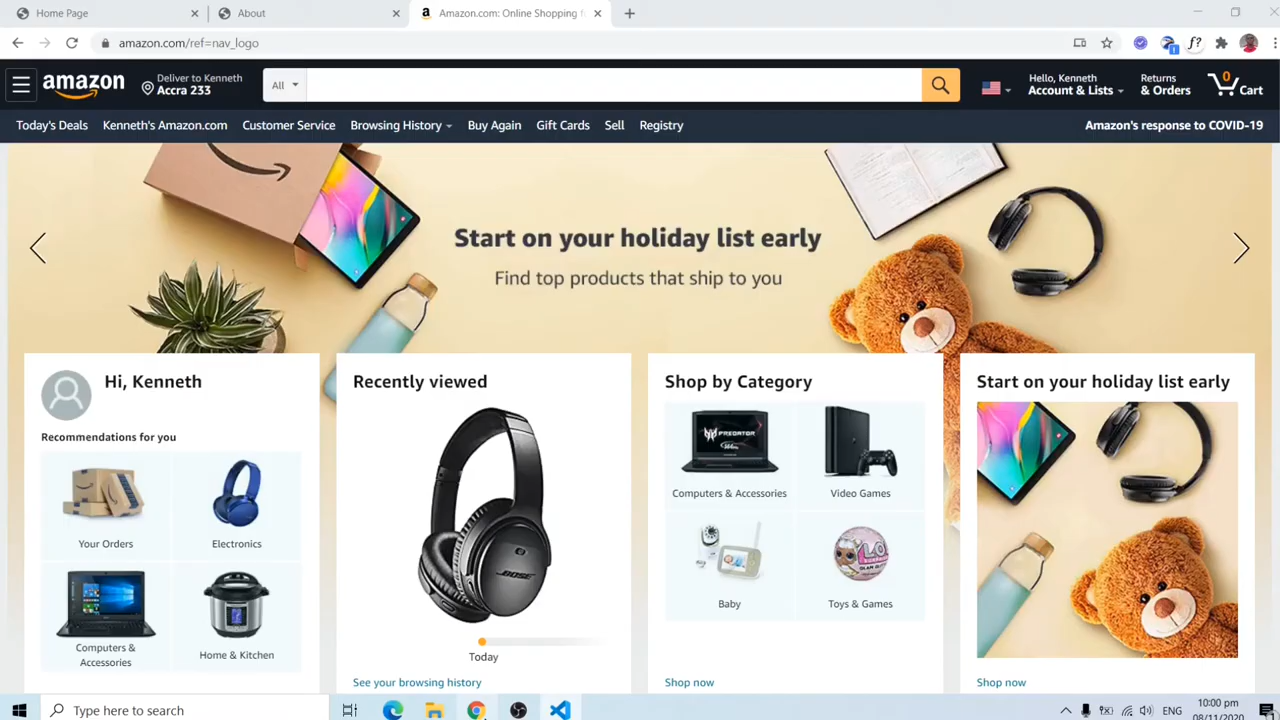 Home Page
About
Amazon.com: Online Shopping f
amazon.com/ref=nav_logo
amazon
Deliver to Kenneth
Accra 233
All
Hello, Kenneth
Account & Lists
Returns
& Orders
0
Cart
Today's Deals
Kenneth's Amazon.com
Customer Service
Browsing History
Buy Again
Gift Cards
Sell
Registry
Amazon's response to COVID-19
Start on your holiday list early
Find top products that ship to you
Hi, Kenneth
Recommendations for you
Your Orders
Electronics
Computers &
Accessories
Home & Kitchen
Recently viewed
BOSE
Today
See your browsing history
Shop by Category
PREDATOR
Computers & Accessories
Video Games
Baby
L.O.L.
Toys & Games
Shop now
Start on your holiday list early
Shop now
Type here to search
ENG
10:00 pm
08/11/2020